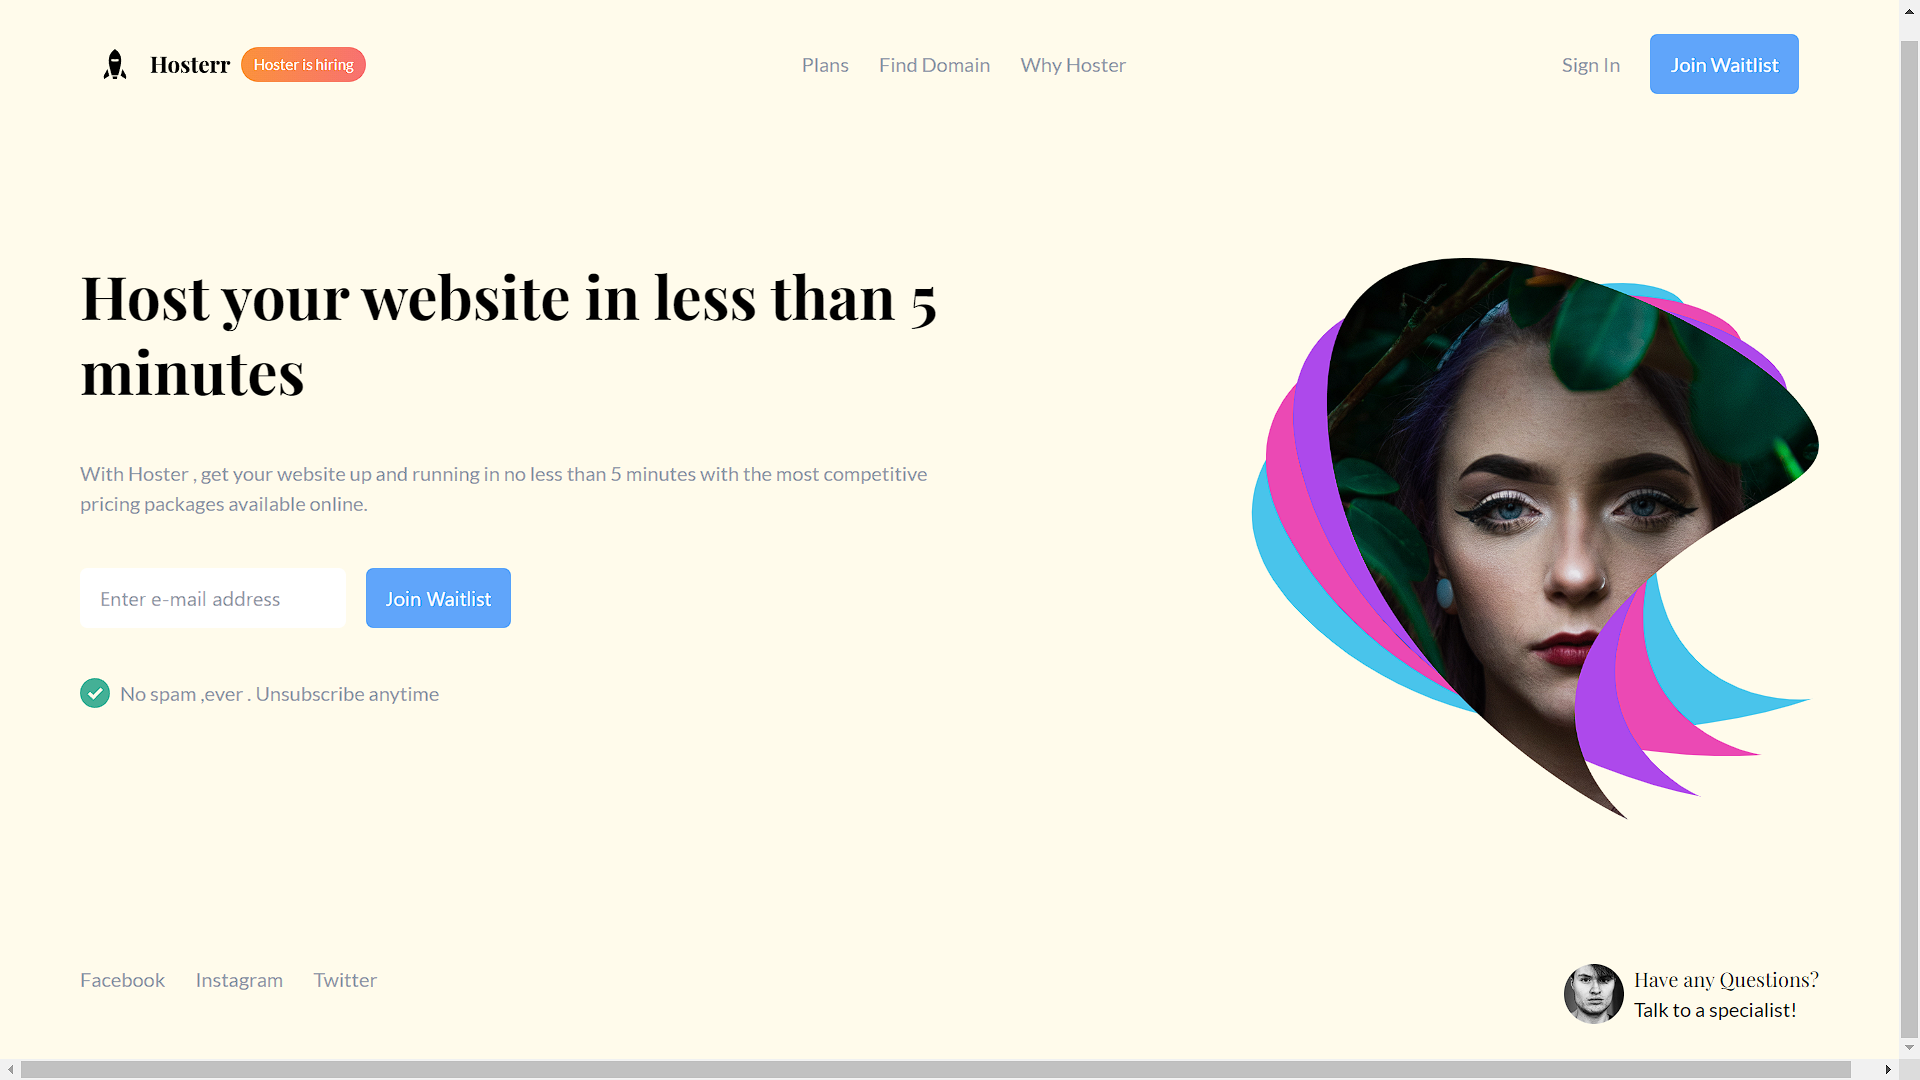 Hosterr
Hoster is hiring
Plans
Find Domain
Why Hoster
Sign In
Join Waitlist
Host your website in less than 5
minutes
With Hoster , get your website up and running in no less than 5 minutes with the most competitive
pricing packages available online.
Enter e-mail address
Join Waitlist
No spam ,ever . Unsubscribe anytime
Facebook
Instagram
Twitter
Have any Questions?
Talk to a specialist!